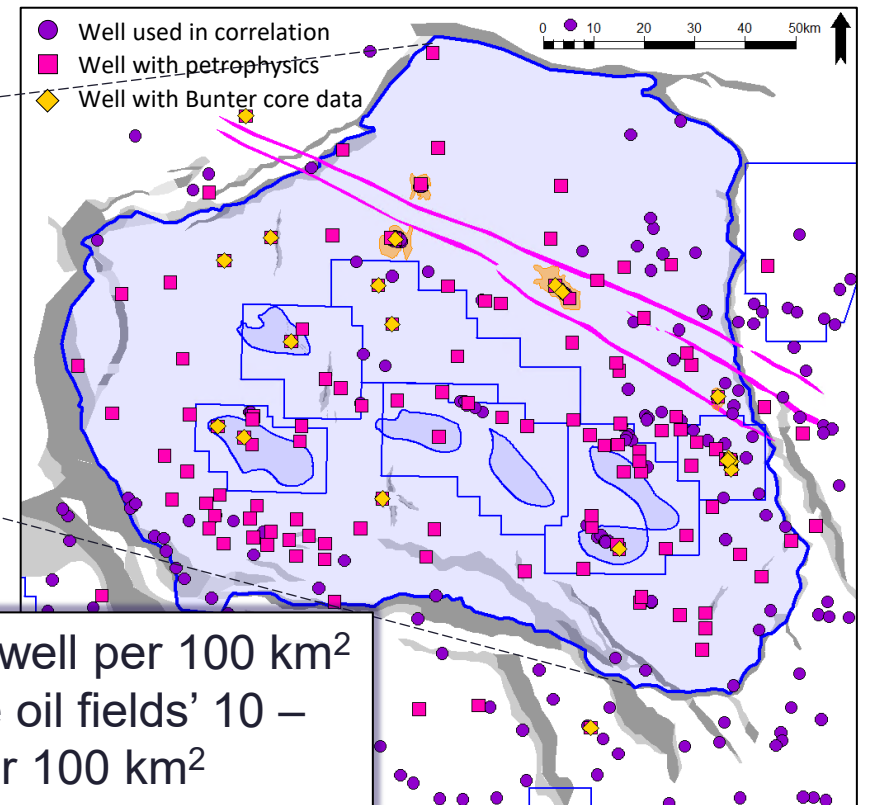 Well used in correlation
Well with petrophysics
Well with Bunter core data
0 10 20 30 40 50km
well per 100 km²
oil fields’ 10 –
100 km²